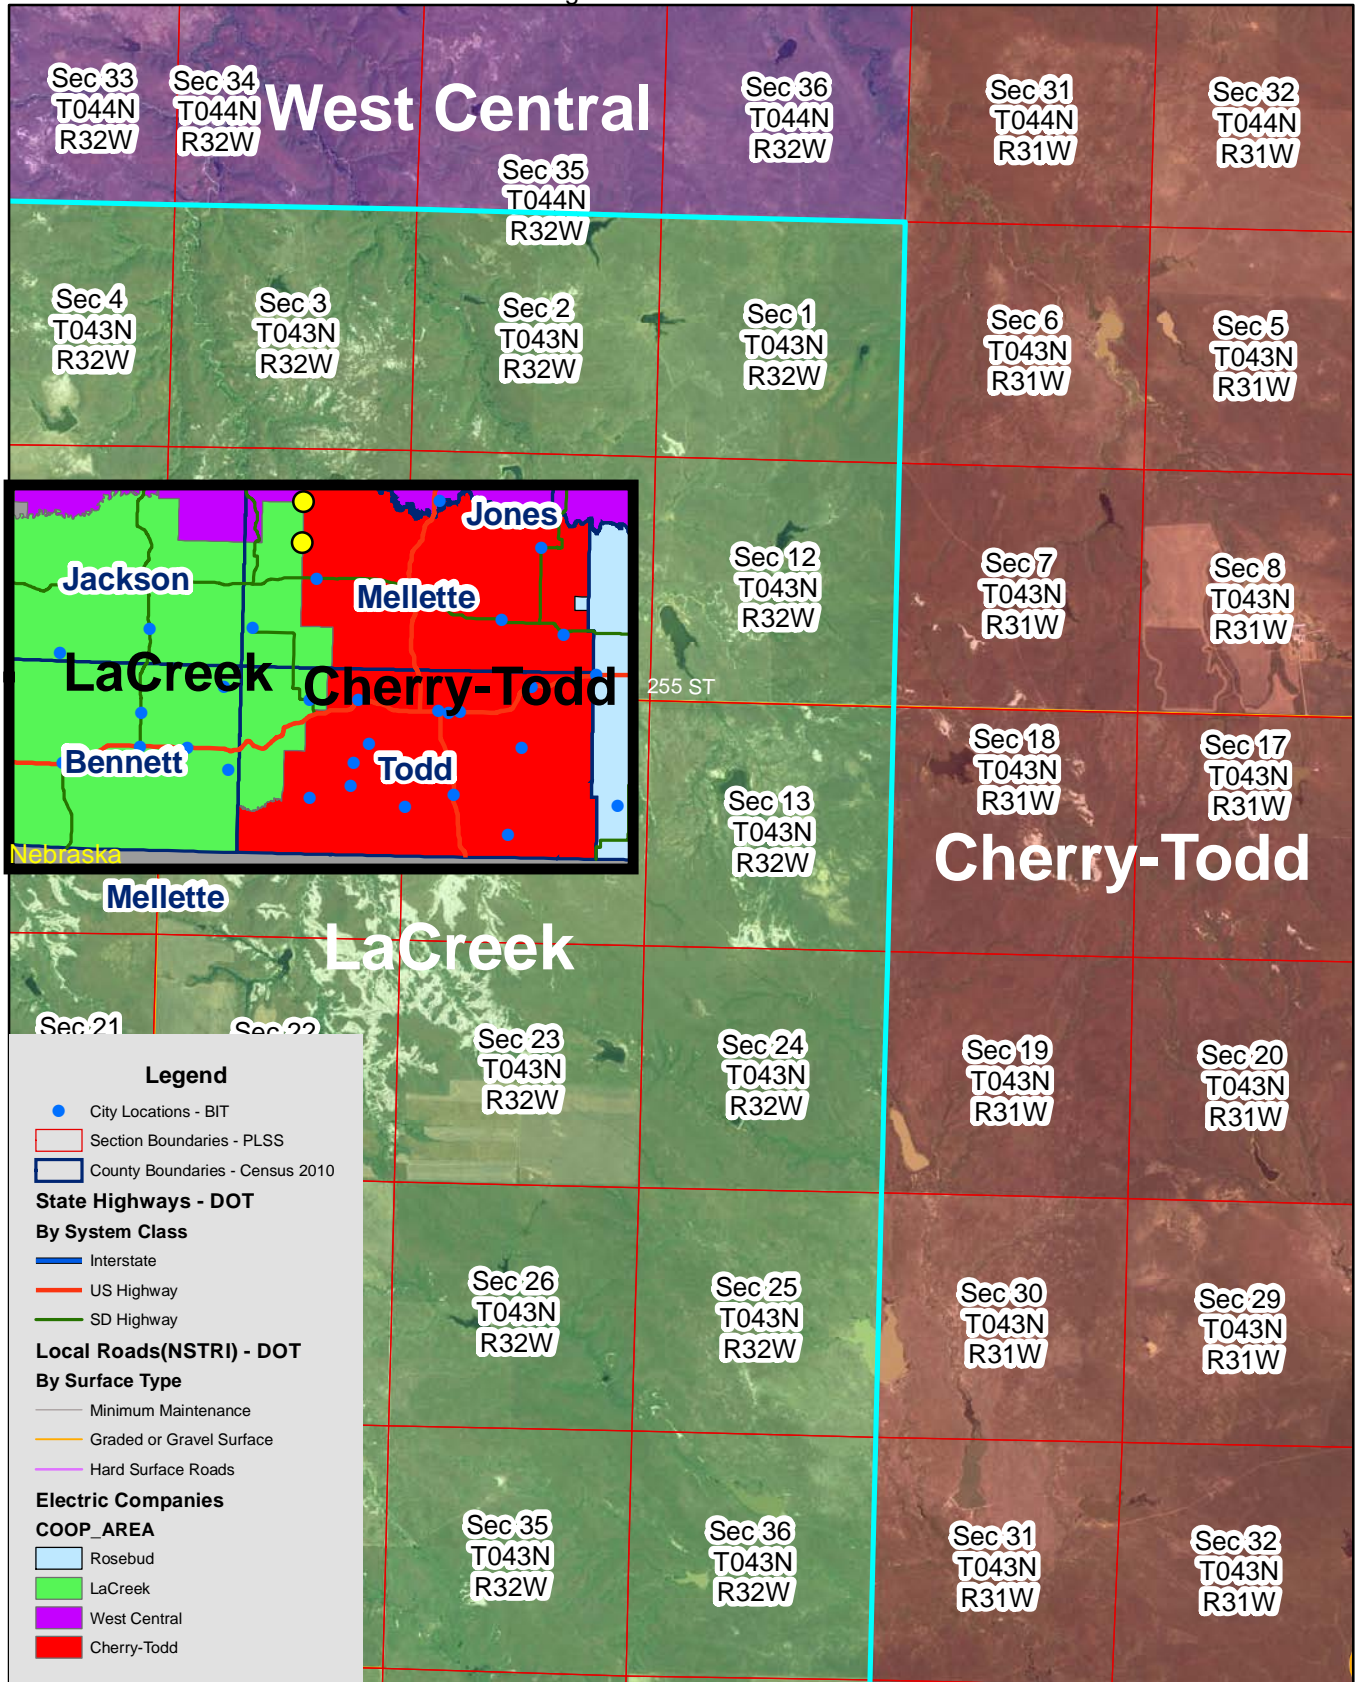 Sec 33
T044N
R32W
Sec 34
T044N
R32W
West Central
Sec 35
T044N
R32W
Sec 36
T044N
R32W
Sec 31
T044N
R31W
Sec 32
T044N
R31W
Sec 4
T043N
R32W
Sec 3
T043N
R32W
Sec 2
T043N
R32W
Sec 1
T043N
R32W
Sec 6
T043N
R31W
Sec 5
T043N
R31W
Jones
Jackson
Mellette
LaCreek
Cherry-Todd
Bennett
Todd
Nebraska
Sec 12
T043N
R32W
Sec 7
T043N
R31W
Sec 8
T043N
R31W
255 ST
Sec 13
T043N
R32W
Sec 18
T043N
R31W
Sec 17
T043N
R31W
Cherry-Todd
Mellette
LaCreek
Sec 21
Sec 22
Sec 23
T043N
R32W
Sec 24
T043N
R32W
Sec 19
T043N
R31W
Sec 20
T043N
R31W
Sec 26
T043N
R32W
Sec 25
T043N
R32W
Sec 30
T043N
R31W
Sec 29
T043N
R31W
Sec 35
T043N
R32W
Sec 36
T043N
R32W
Sec 31
T043N
R31W
Sec 32
T043N
R31W
Legend
City Locations - BIT
Section Boundaries - PLSS
County Boundaries - Census 2010
State Highways - DOT
By System Class
Interstate
US Highway
SD Highway
Local Roads(NSTRI) - DOT
By Surface Type
Minimum Maintenance
Graded or Gravel Surface
Hard Surface Roads
Electric Companies
COOP_AREA
Rosebud
LaCreek
West Central
Cherry-Todd